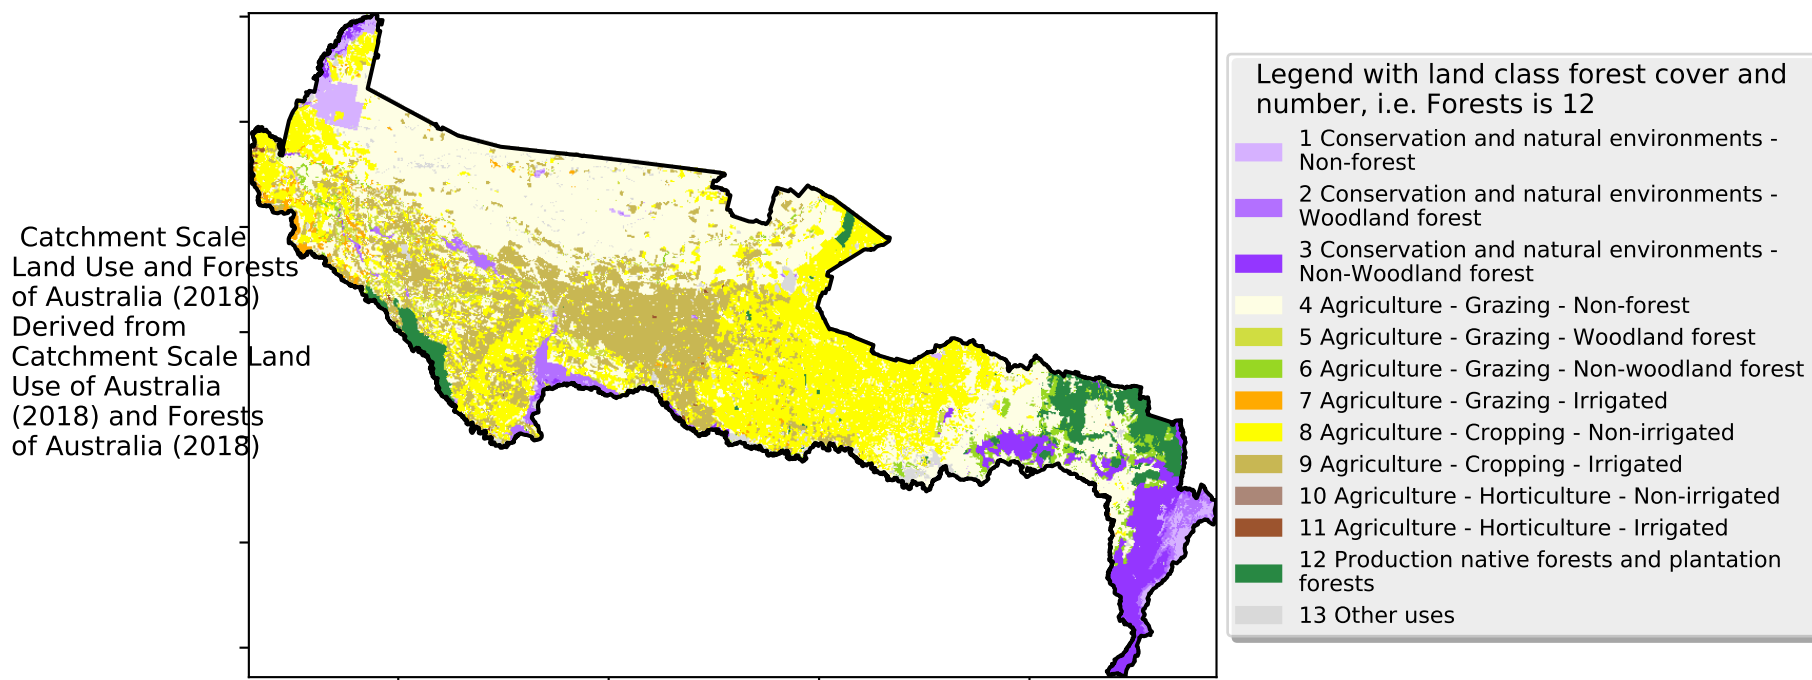 Catchment Scale
Land Use and Forests
of Australia (2018)
Derived from
Catchment Scale Land
Use of Australia
(2018) and Forests
of Australia (2018)
Legend with land class forest cover and
number, i.e. Forests is 12
1 Conservation and natural environments -
Non-forest
2 Conservation and natural environments -
Woodland forest
3 Conservation and natural environments -
Non-Woodland forest
4 Agriculture - Grazing - Non-forest
5 Agriculture - Grazing - Woodland forest
6 Agriculture - Grazing - Non-woodland forest
7 Agriculture - Grazing - Irrigated
8 Agriculture - Cropping - Non-irrigated
9 Agriculture - Cropping - Irrigated
10 Agriculture - Horticulture - Non-irrigated
11 Agriculture - Horticulture - Irrigated
12 Production native forests and plantation
forests
13 Other uses